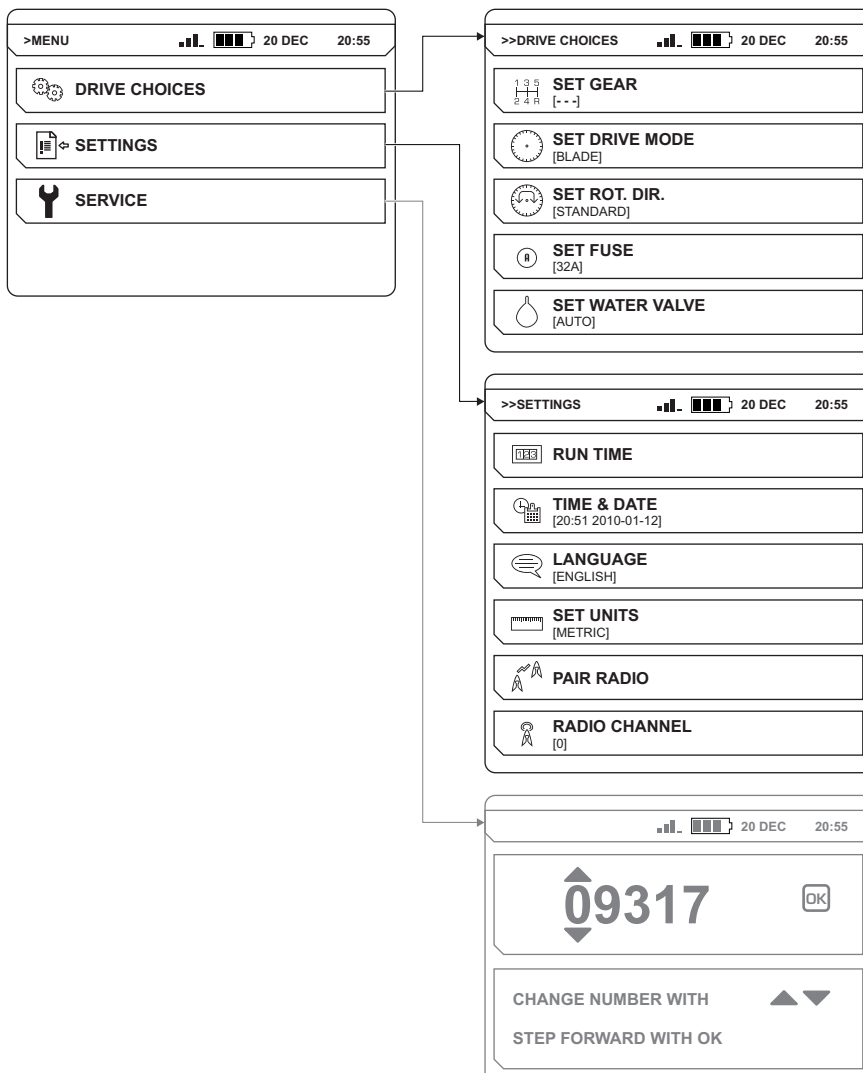 >MENU 20 DEC 20:55
DRIVE CHOICES
SETTINGS
SERVICE
>>DRIVE CHOICES 20 DEC 20:55
1 3 5
2 4 R
SET GEAR
[---]
SET DRIVE MODE
[BLADE]
SET ROT. DIR.
[STANDARD]
A
SET FUSE
[32A]
SET WATER VALVE
[AUTO]
>>SETTINGS 20 DEC 20:55
123
RUN TIME
TIME & DATE
[20:51 2010-01-12]
LANGUAGE
[ENGLISH]
SET UNITS
[METRIC]
PAIR RADIO
RADIO CHANNEL
[0]
20 DEC 20:55
09317 OK
CHANGE NUMBER WITH
STEP FORWARD WITH OK